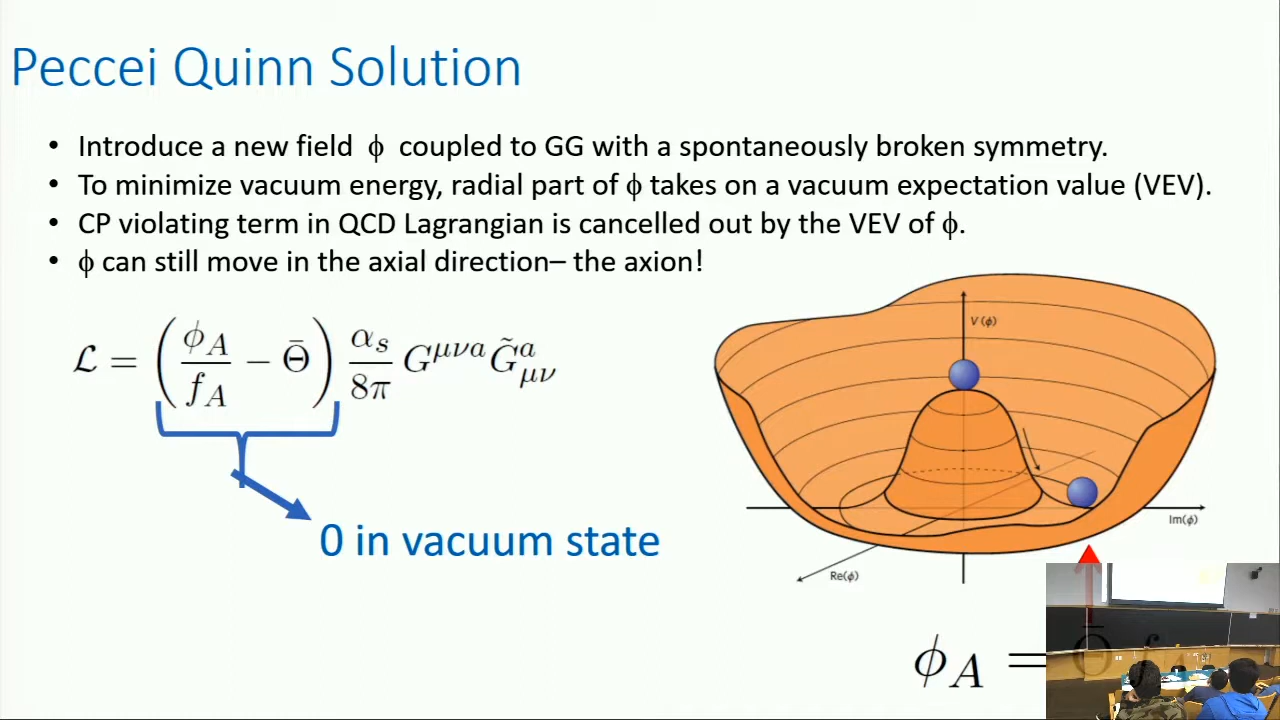 Peccei Quinn Solution
• Introduce a new field ϕ coupled to GG with a spontaneously broken symmetry.
• To minimize vacuum energy, radial part of ϕ takes on a vacuum expectation value (VEV).
• CP violating term in QCD Lagrangian is cancelled out by the VEV of ϕ.
• ϕ can still move in the axial direction– the axion!
V(ϕ)
ℒ = (ϕ_A/f_A − Θ̄) α_s/8π G^{μνa} G̃^a_{μν}
Im(ϕ)
0 in vacuum state
Re(ϕ)
ϕ_A = Θ̄